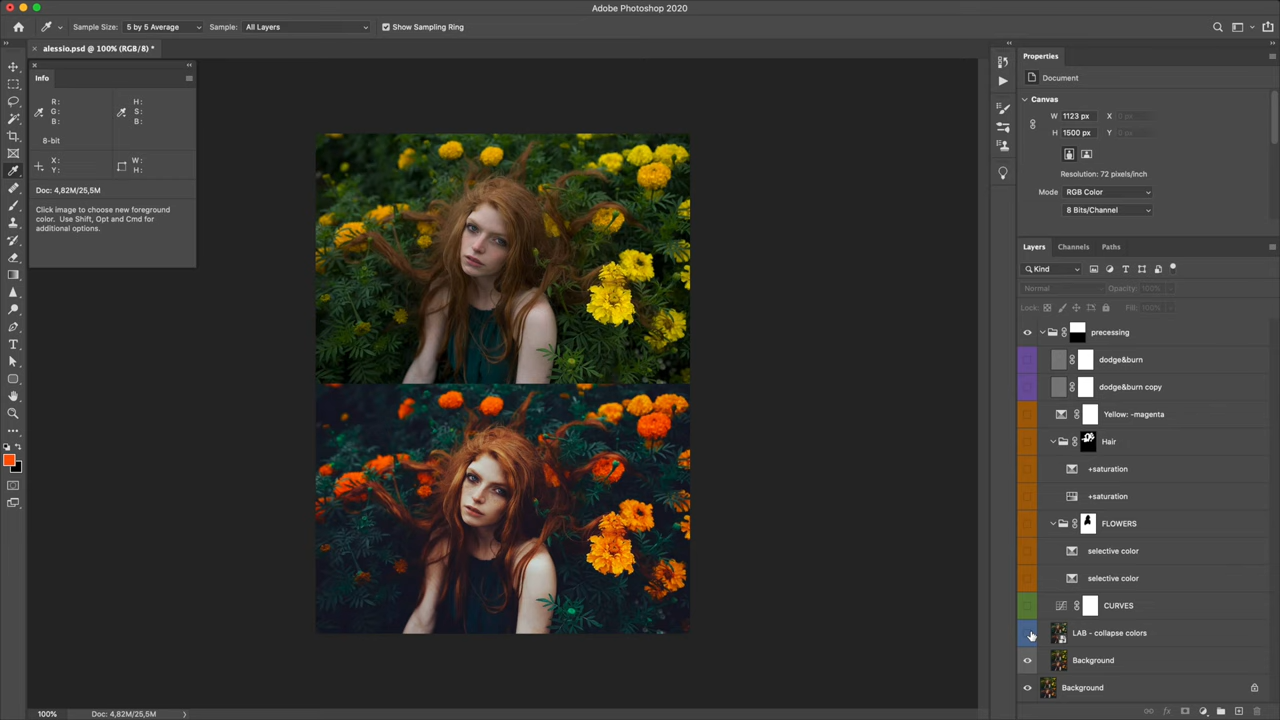 Adobe Photoshop 2020
Sample Size: 5 by 5 Average Sample: All Layers Show Sampling Ring
alessio.psd @ 100% (RGB/8) *
Info
R: H:
G: S:
B: B:
8-bit
X: W:
Y: H:
Doc: 4,82M/25,5M
Click image to choose new foreground
color. Use Shift, Opt and Cmd for
additional options.
Properties
Document
Canvas
W 1123 px X 0 px
H 1500 px Y 0 px
Resolution: 72 pixels/inch
Mode RGB Color
8 Bits/Channel
Layers Channels Paths
Kind
Normal Opacity: 100%
Lock: Fill: 100%
precessing
dodge&burn
dodge&burn copy
Yellow: -magenta
Hair
+saturation
+saturation
FLOWERS
selective color
selective color
CURVES
LAB - collapse colors
Background
Background
100% Doc: 4,82M/25,5M